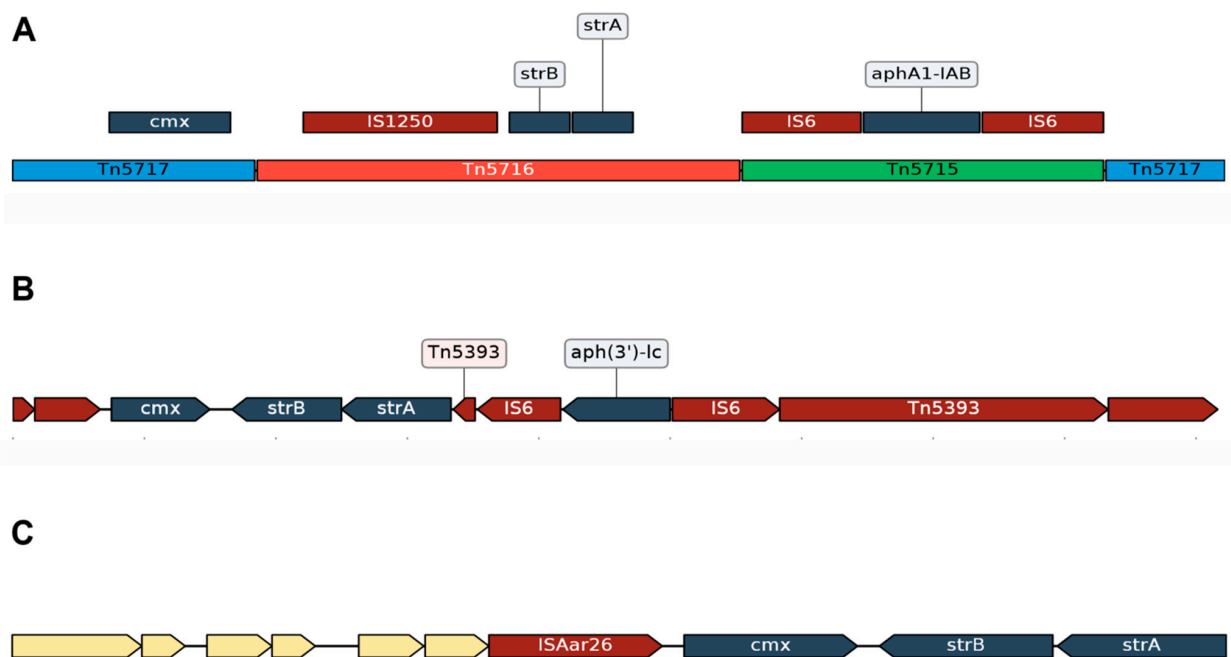 A
strA
strB
aphA1-IAB
cmx
IS1250
IS6
IS6
Tn5717
Tn5716
Tn5715
Tn5717
B
Tn5393
aph(3')-Ic
cmx
strB
strA
IS6
IS6
Tn5393
C
ISAar26
cmx
strB
strA